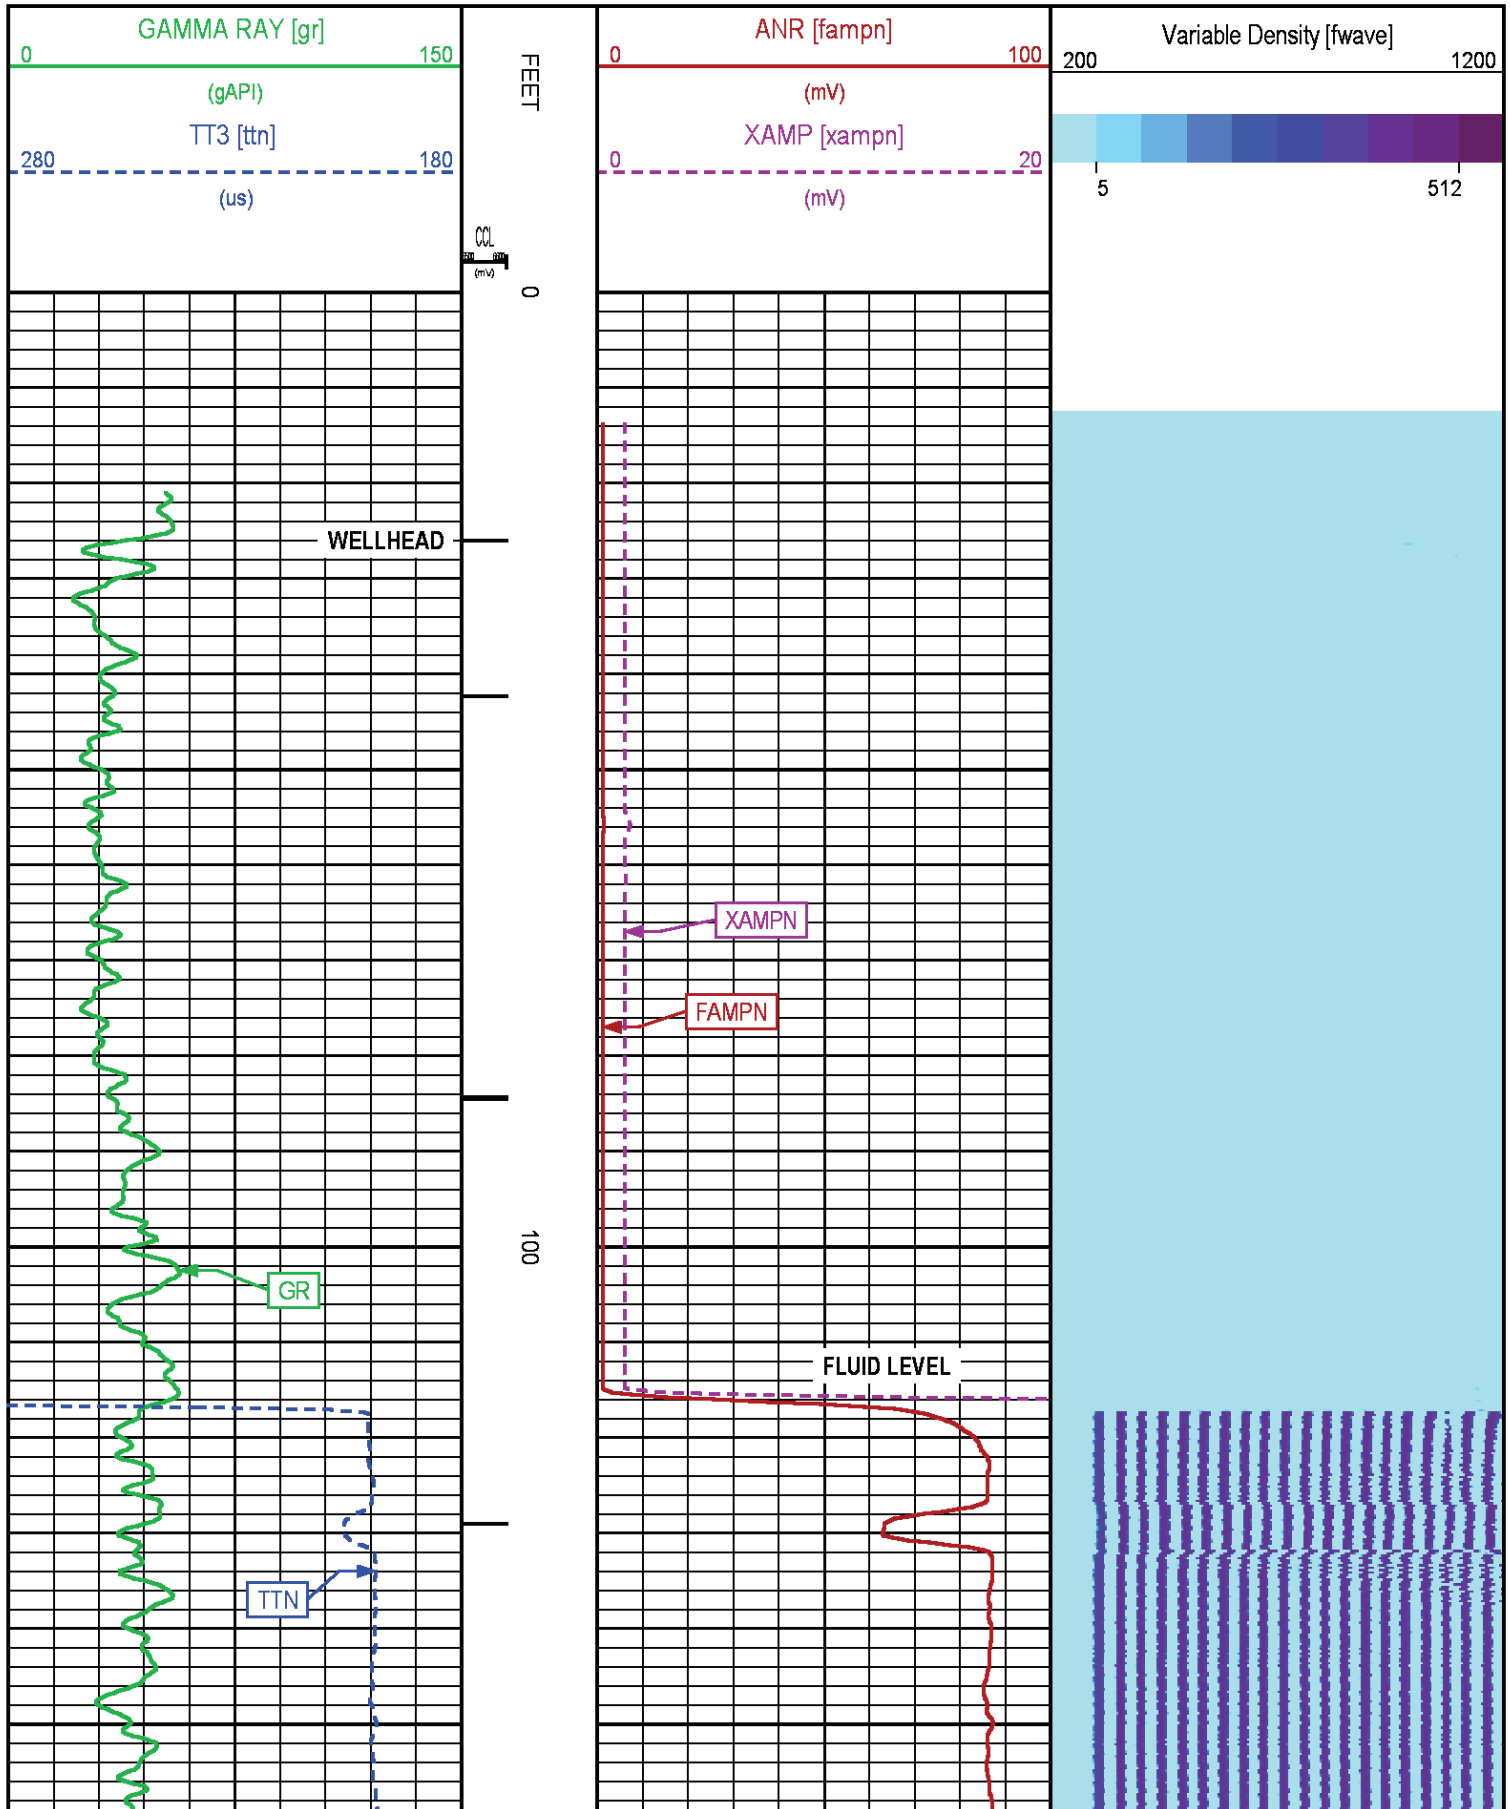 GAMMA RAY [gr]
0 150
(gAPI)
TT3 [ttn]
280 180
(us)
FEET
CCL
(mV)
0
ANR [fampn]
0 100
(mV)
XAMP [xampn]
0 20
(mV)
Variable Density [fwave]
200 1200
5 512
WELLHEAD
XAMPN
FAMPN
100
GR
FLUID LEVEL
TTN